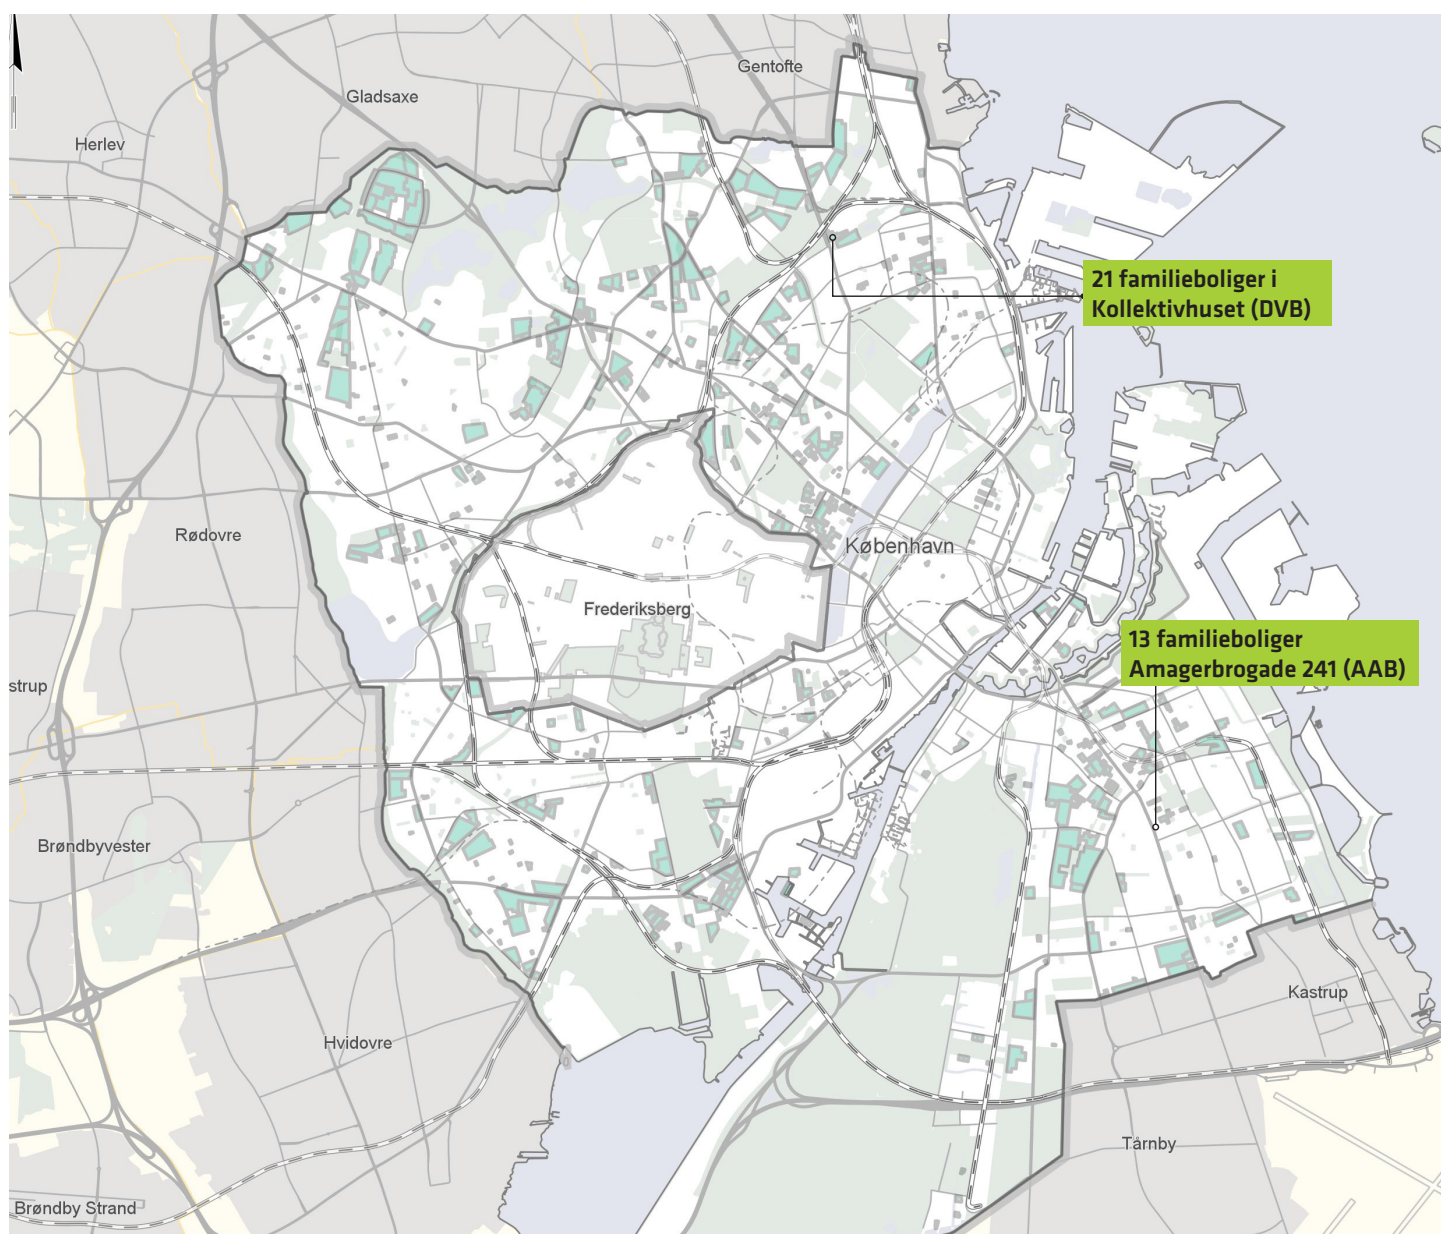 Gentofte
Gladsaxe
Herlev
21 familieboliger i
Kollektivhuset (DVB)
Rødovre
København
Frederiksberg
13 familieboliger
Amagerbrogade 241 (AAB)
strup
Brøndbyvester
Kastrup
Hvidovre
Tårnby
Brøndby Strand